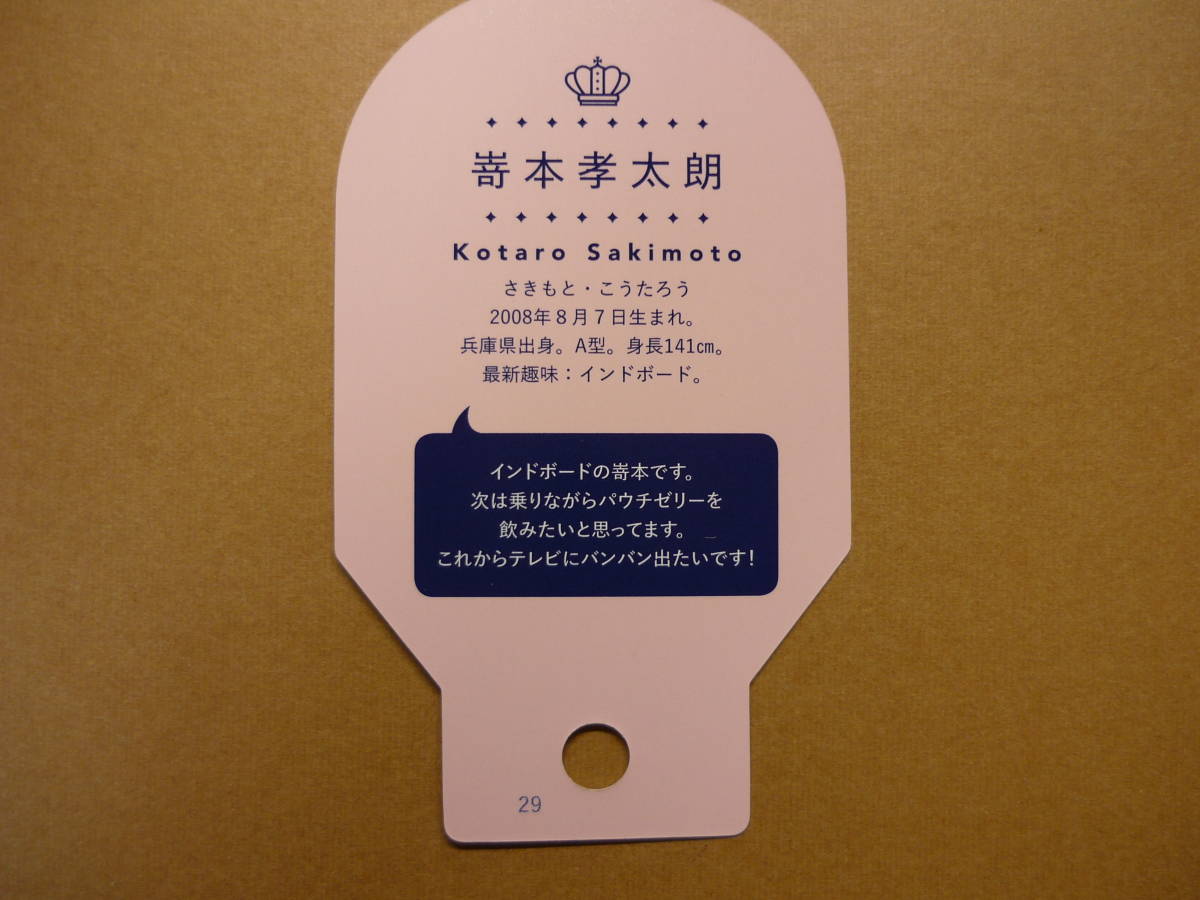 嵜本孝太朗
Kotaro Sakimoto
さきもと・こうたろう
2008年8月7日生まれ。
兵庫県出身。A型。身長141㎝。
最新趣味：インドボード。
インドボードの嵜本です。
次は乗りながらパウチゼリーを
飲みたいと思ってます。
これからテレビにバンバン出たいです！
29